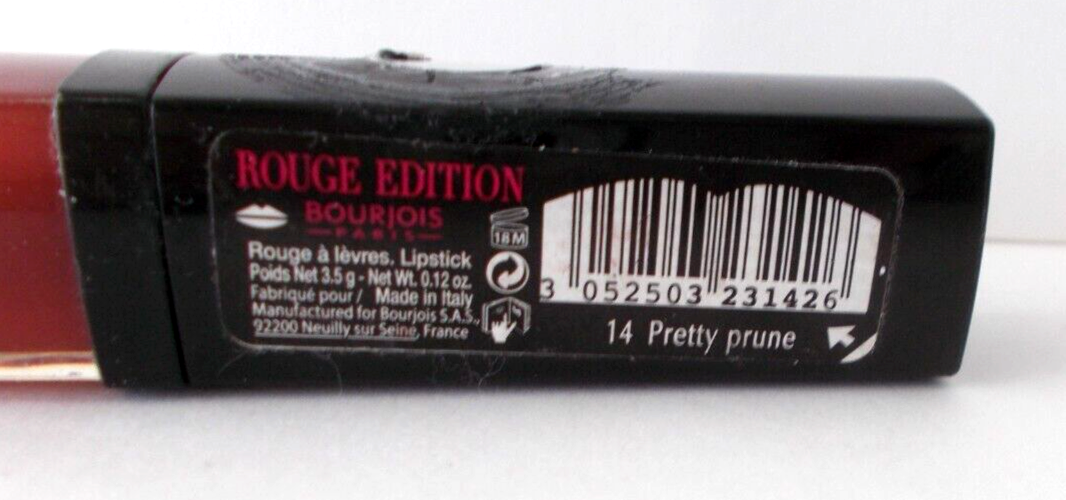 ROUGE EDITION
BOURJOIS
PARIS
Rouge à lèvres. Lipstick
Poids Net 3.5 g - Net Wt. 0.12 oz.
Fabriqué pour / Made in Italy
Manufactured for Bourjois S.A.S.,
92200 Neuilly sur Seine, France
18M
3 052503 231426
14 Pretty prune